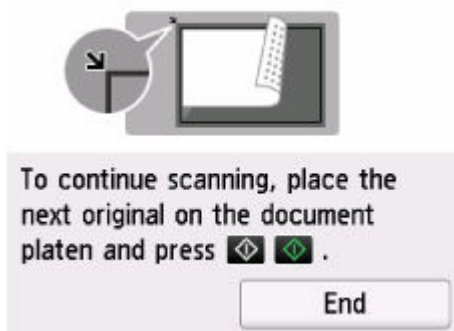 To continue scanning, place the
next original on the document
platen and press .
End